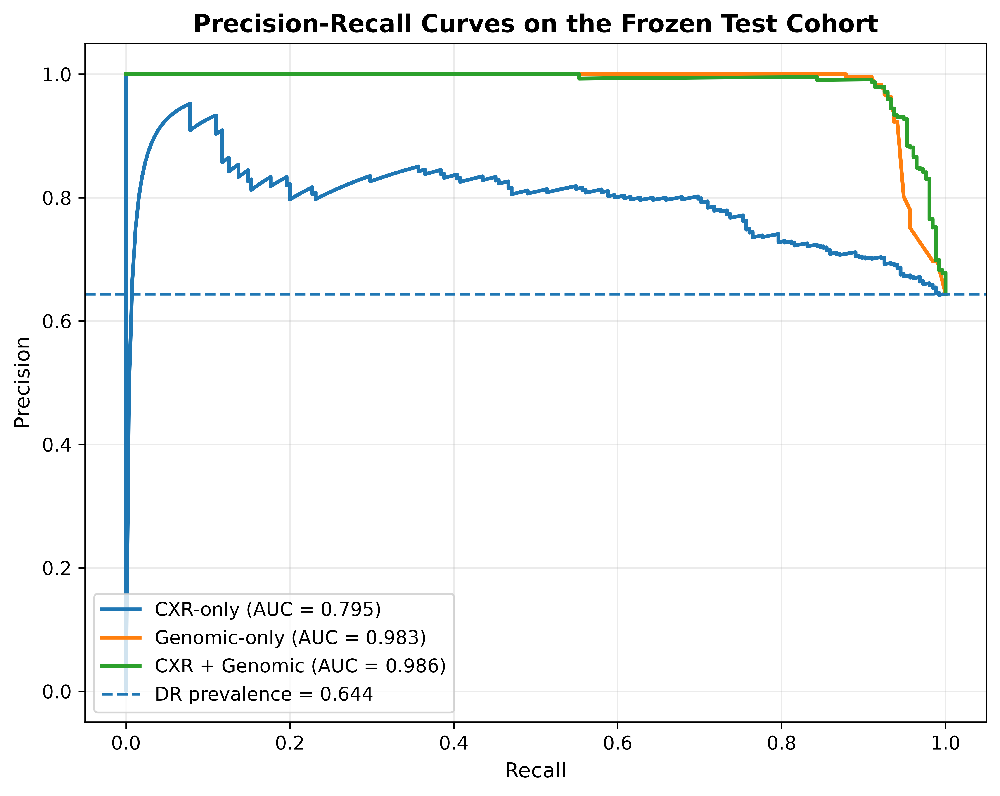 Precision-Recall Curves on the Frozen Test Cohort
Precision
1.0
0.8
0.6
0.4
0.2
0.0
CXR-only (AUC = 0.795)
Genomic-only (AUC = 0.983)
CXR + Genomic (AUC = 0.986)
DR prevalence = 0.644
0.0 0.2 0.4 0.6 0.8 1.0
Recall